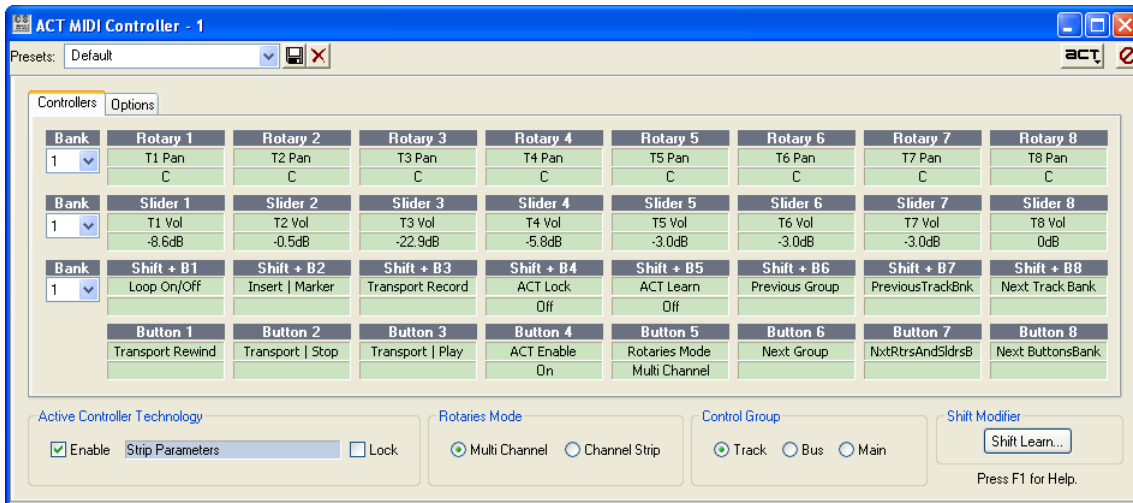 ACT MIDI Controller - 1
Presets: Default act
Controllers Options
Bank Rotary 1 Rotary 2 Rotary 3 Rotary 4 Rotary 5 Rotary 6 Rotary 7 Rotary 8
1 T1 Pan T2 Pan T3 Pan T4 Pan T5 Pan T6 Pan T7 Pan T8 Pan
C C C C C C C C
Bank Slider 1 Slider 2 Slider 3 Slider 4 Slider 5 Slider 6 Slider 7 Slider 8
1 T1 Vol T2 Vol T3 Vol T4 Vol T5 Vol T6 Vol T7 Vol T8 Vol
-8.6dB -0.5dB -22.9dB -5.8dB -3.0dB -3.0dB -3.0dB 0dB
Bank Shift + B1 Shift + B2 Shift + B3 Shift + B4 Shift + B5 Shift + B6 Shift + B7 Shift + B8
1 Loop On/Off Insert | Marker Transport Record ACT Lock ACT Learn Previous Group PreviousTrackBnk Next Track Bank
Off Off
Button 1 Button 2 Button 3 Button 4 Button 5 Button 6 Button 7 Button 8
Transport Rewind Transport | Stop Transport | Play ACT Enable Rotaries Mode Next Group NxtRtrsAndSldrsB Next ButtonsBank
On Multi Channel
Active Controller Technology Rotaries Mode Control Group Shift Modifier
Enable Strip Parameters Lock Multi Channel Channel Strip Track Bus Main Shift Learn...
Press F1 for Help.